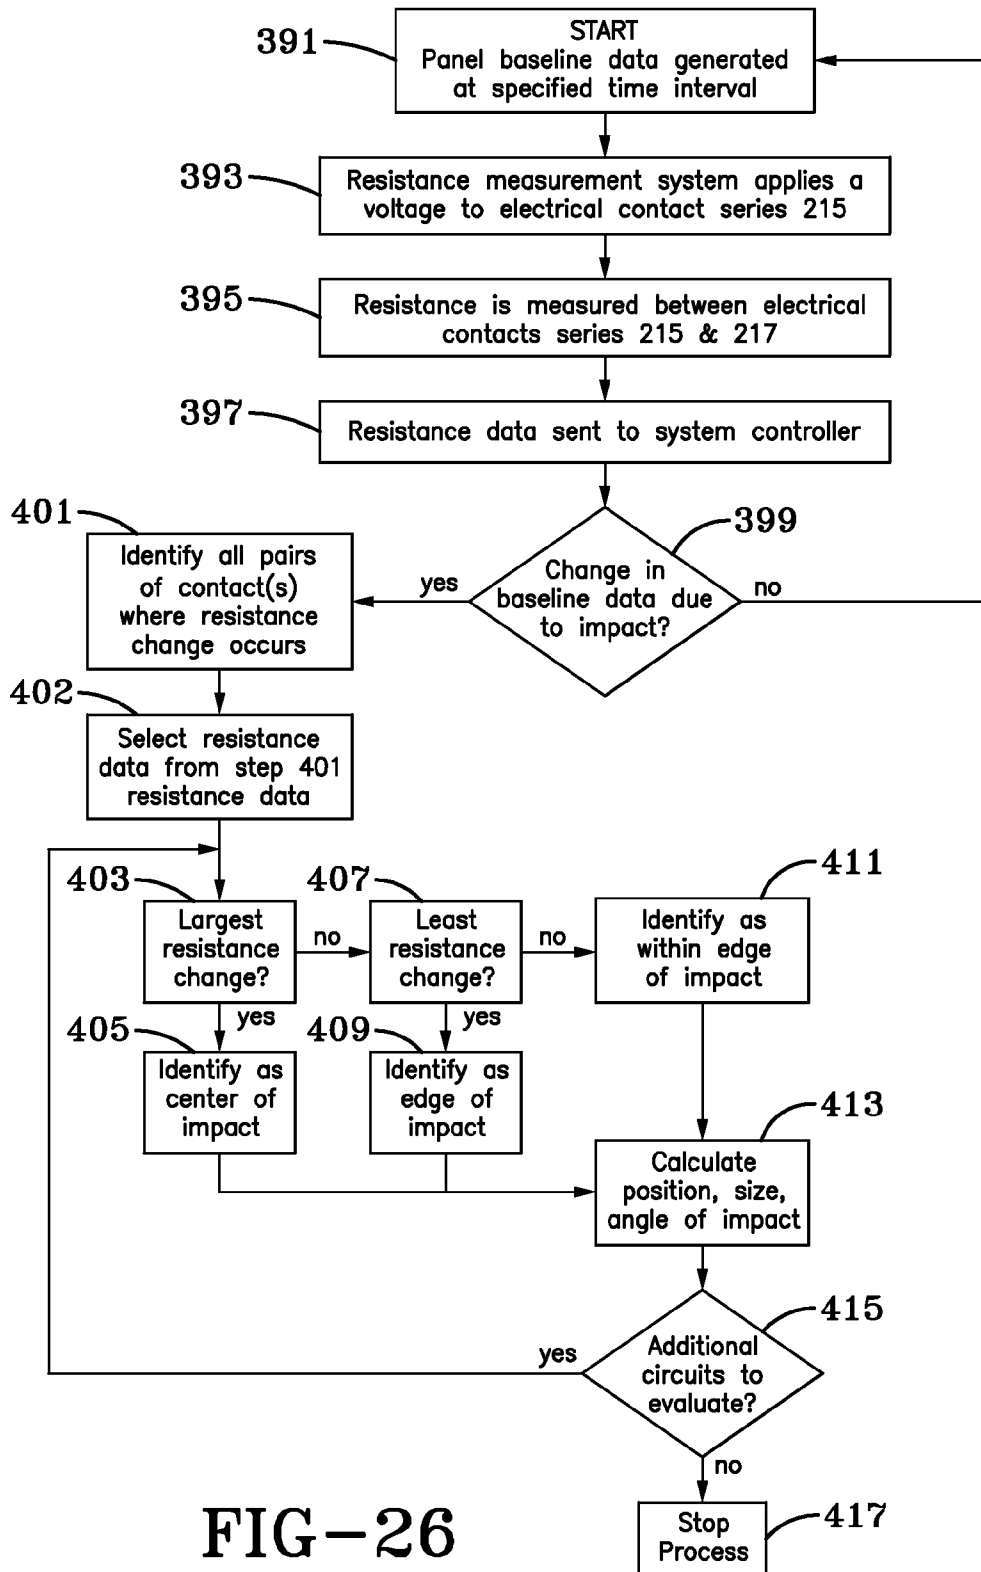 391
START
Panel baseline data generated
at specified time interval
393
Resistance measurement system applies a
voltage to electrical contact series 215
395
Resistance is measured between electrical
contacts series 215 & 217
397
Resistance data sent to system controller
399
Change in
baseline data due
to impact?
yes
no
401
Identify all pairs
of contact(s)
where resistance
change occurs
402
Select resistance
data from step 401
resistance data
403
Largest
resistance
change?
no
yes
407
Least
resistance
change?
no
yes
411
Identify as
within edge
of impact
405
Identify as
center of
impact
409
Identify as
edge of
impact
413
Calculate
position, size,
angle of impact
415
Additional
circuits to
evaluate?
yes
no
417
Stop
Process
FIG-26